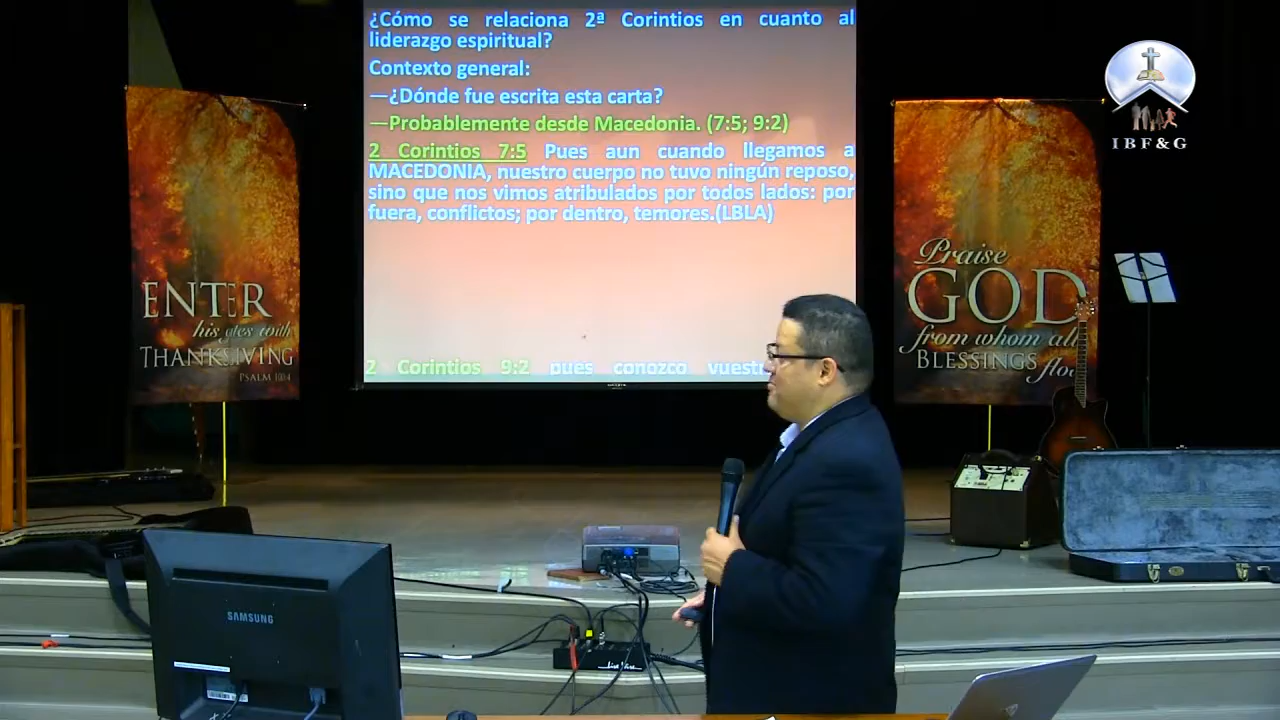 ¿Cómo se relaciona 2ª Corintios en cuanto al
liderazgo espiritual?
Contexto general:
—¿Dónde fue escrita esta carta?
—Probablemente desde Macedonia. (7:5; 9:2)
2 Corintios 7:5 Pues aun cuando llegamos a
MACEDONIA, nuestro cuerpo no tuvo ningún reposo,
sino que nos vimos atribulados por todos lados: por
fuera, conflictos; por dentro, temores.(LBLA)
2 Corintios 9:2 pues conozco
IBF&G
ENTER
his gates with
THANKSGIVING
PSALM 100:4
Praise
GOD
from whom all
BLESSINGS
SAMSUNG